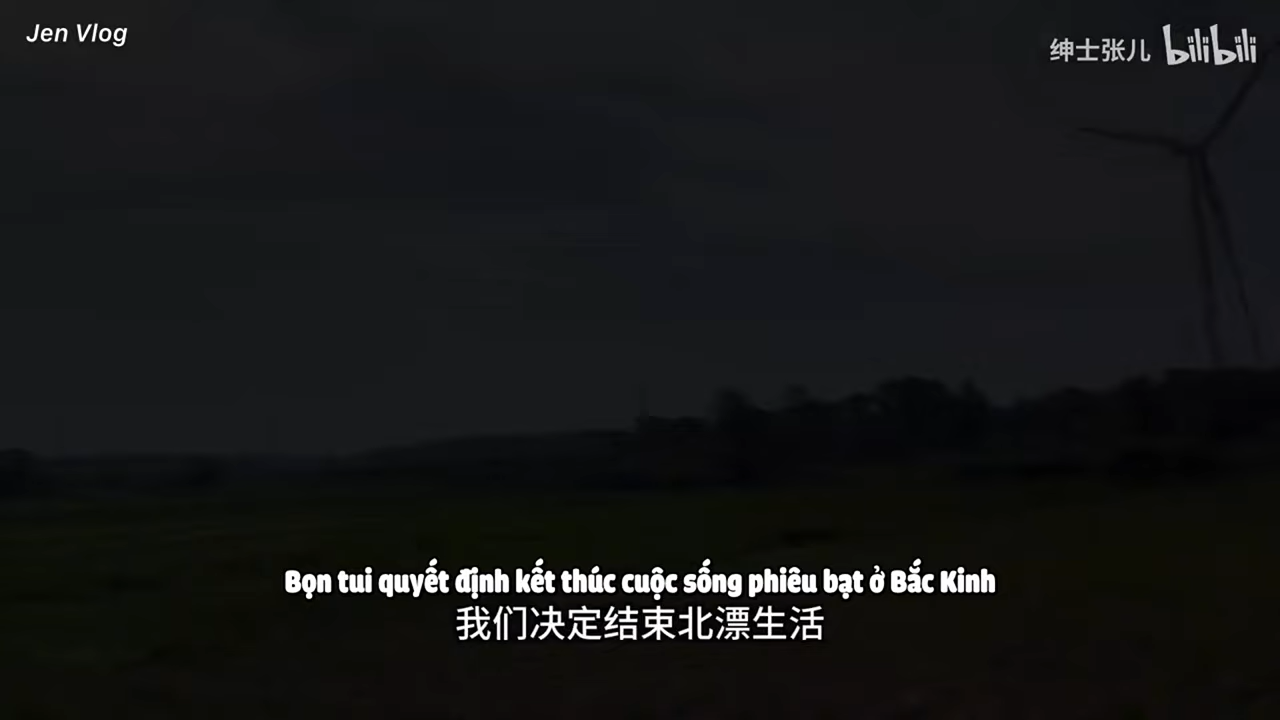 Jen Vlog
绅士张儿 bilibili
Bọn tui quyết định kết thúc cuộc sống phiêu bạt ở Bắc Kinh
我们决定结束北漂生活